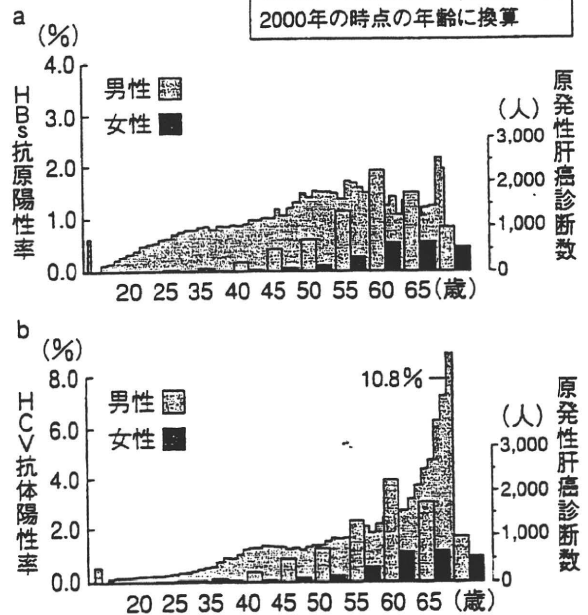 2000年の時点の年齢に換算
a
(%)
HBs抗原陽性率
4.0
3.0
2.0
1.0
0.0
男性
女性
20 25 35 40 45 50 55 60 65(歳)
(人)
3,000
2,000
1,000
0
原発性肝癌診断数
b
(%)
HCV抗体陽性率
8.0
6.0
4.0
2.0
0.0
男性
女性
10.8%
20 25 35 40 45 50 55 60 65 (歳)
(人)
3,000
2,000
1,000
0
原発性肝癌診断数